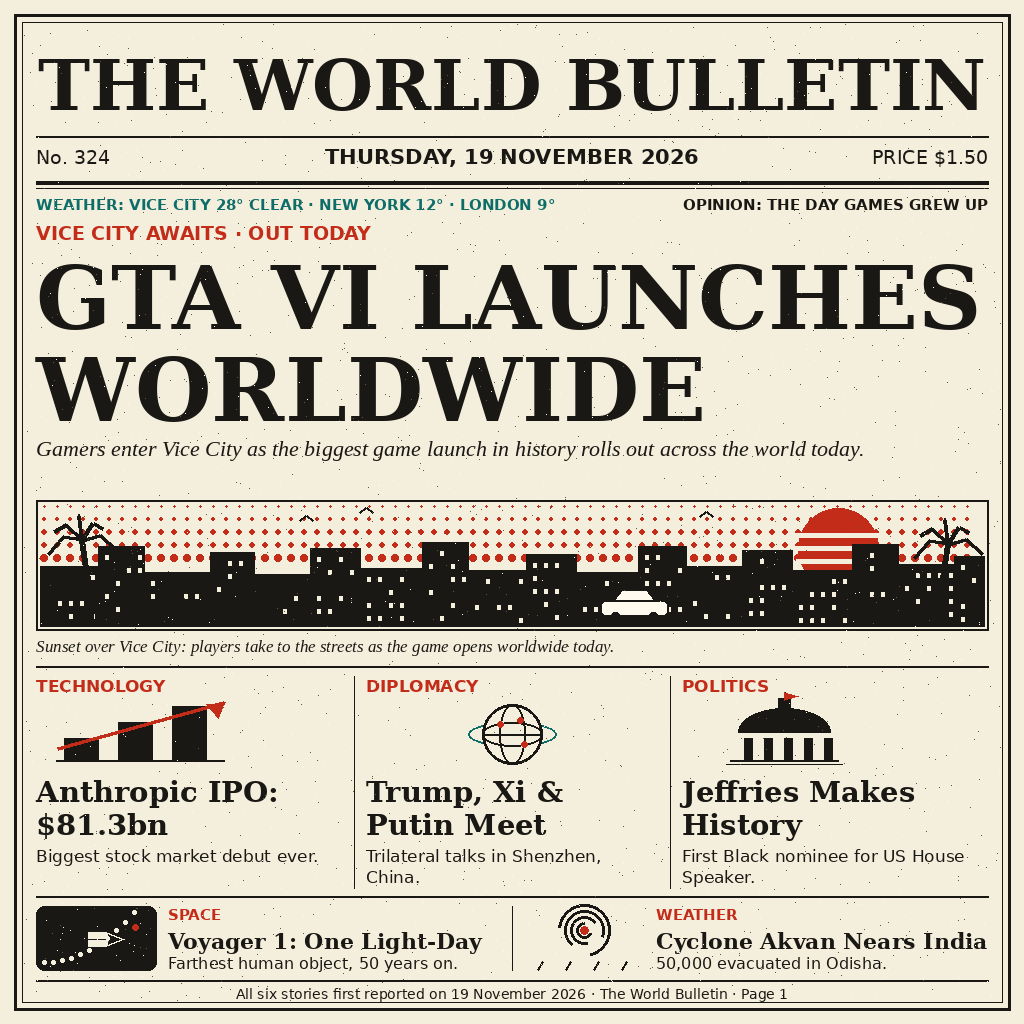 THE WORLD BULLETIN
No. 324
THURSDAY, 19 NOVEMBER 2026
PRICE $1.50
WEATHER: VICE CITY 28° CLEAR · NEW YORK 12° · LONDON 9°
OPINION: THE DAY GAMES GREW UP
VICE CITY AWAITS · OUT TODAY
GTA VI LAUNCHES
WORLDWIDE
Gamers enter Vice City as the biggest game launch in history rolls out across the world today.
Sunset over Vice City: players take to the streets as the game opens worldwide today.
TECHNOLOGY
Anthropic IPO:
$81.3bn
Biggest stock market debut ever.
DIPLOMACY
Trump, Xi &
Putin Meet
Trilateral talks in Shenzhen,
China.
POLITICS
Jeffries Makes
History
First Black nominee for US House
Speaker.
SPACE
Voyager 1: One Light-Day
Farthest human object, 50 years on.
WEATHER
Cyclone Akvan Nears India
50,000 evacuated in Odisha.
All six stories first reported on 19 November 2026 · The World Bulletin · Page 1